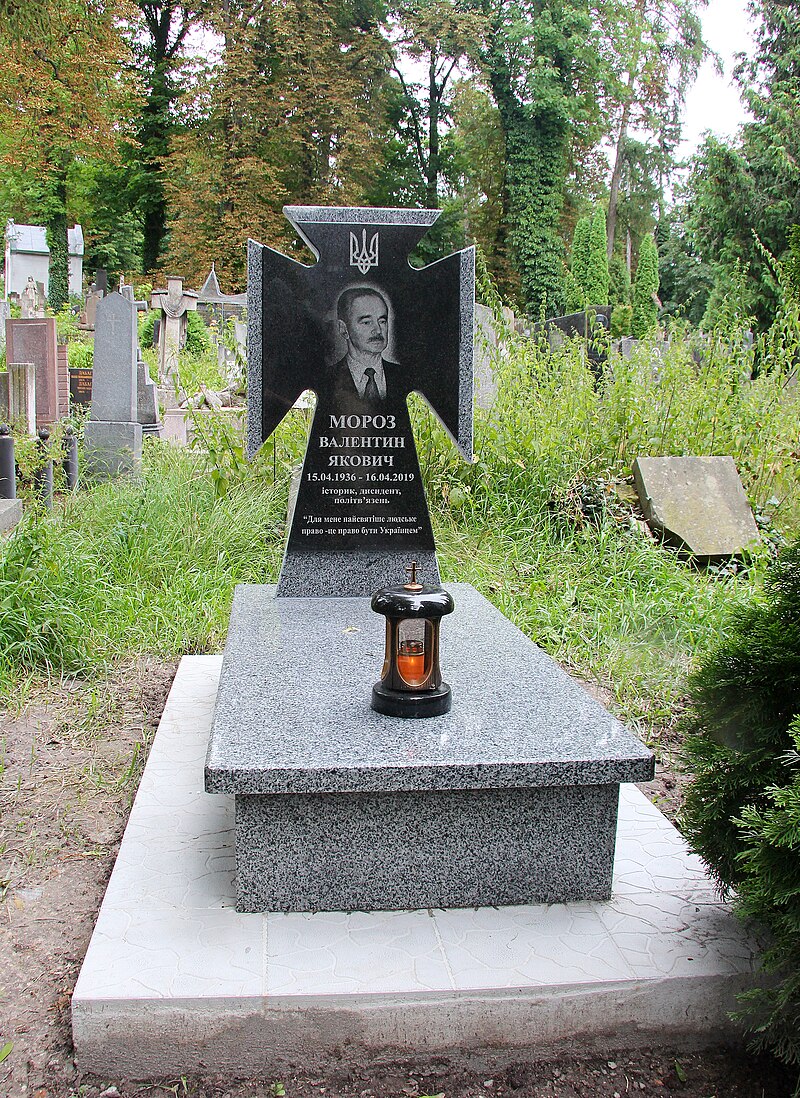 МОРОЗ
ВАЛЕНТИН
ЯКОВИЧ
15.04.1936 - 16.04.2019
історик, дисидент,
політв'язень
“Для мене найсвятіше людське
право -це право бути Українцем”